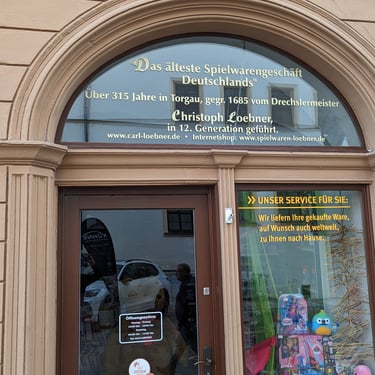 "Das älteste Spielwarengeschäft
Deutschlands"
Über 315 Jahre in Torgau, gegr. 1685 vom Drechslermeister
Christoph Loebner,
in 12. Generation geführt.
www.carl-loebner.de • Internetshop: www.spielwaren-loebner.de
>> UNSER SERVICE FÜR SIE:
Wir liefern Ihre gekaufte Ware,
auf Wunsch auch weltweit,
zu Ihnen nach Hause.
Öffnungszeiten